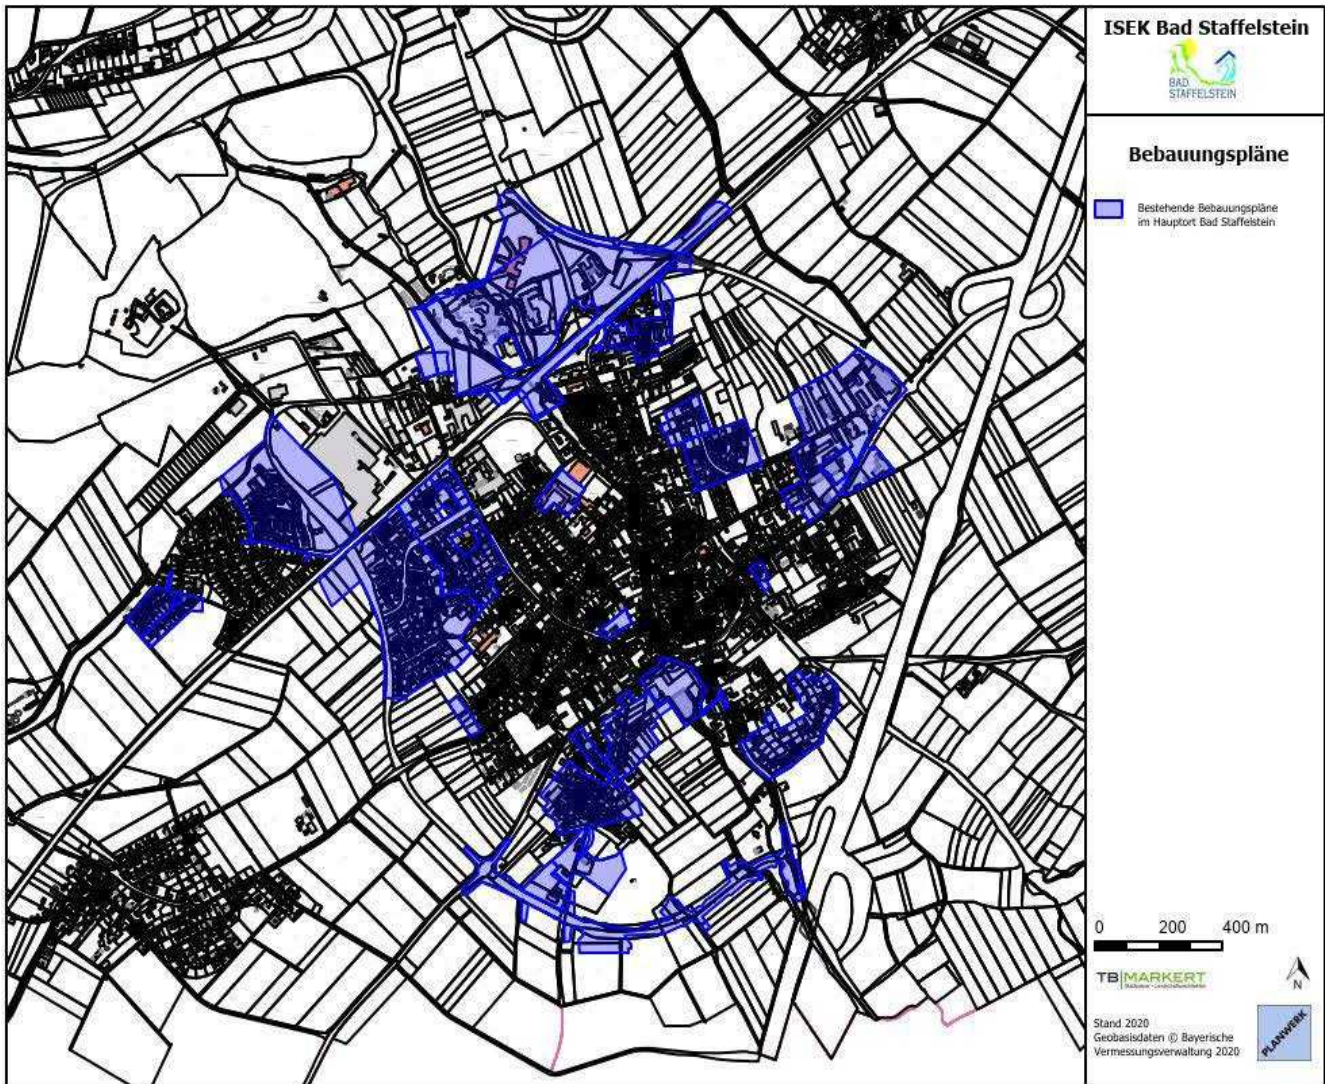 ISEK Bad Staffelstein
BAD
STAFFELSTEIN
Bebauungspläne
Bestehende Bebauungspläne
im Hauptort Bad Staffelstein
0 200 400 m
TB|MARKERT
N
Stand 2020
Geobasisdaten © Bayerische
Vermessungsverwaltung 2020
PLANWERK